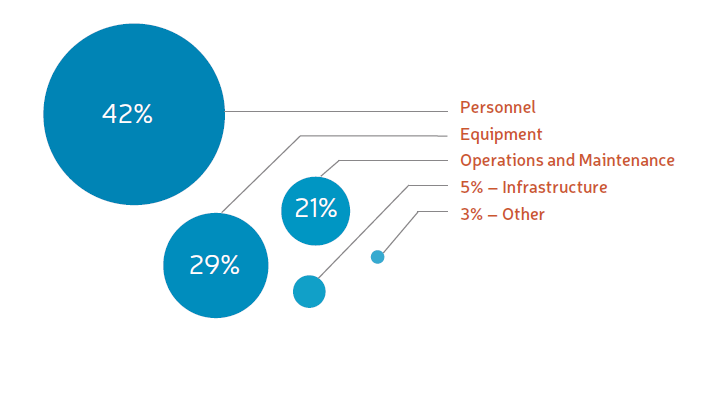 42%
Personnel
Equipment
Operations and Maintenance
21%
5% – Infrastructure
3% – Other
29%